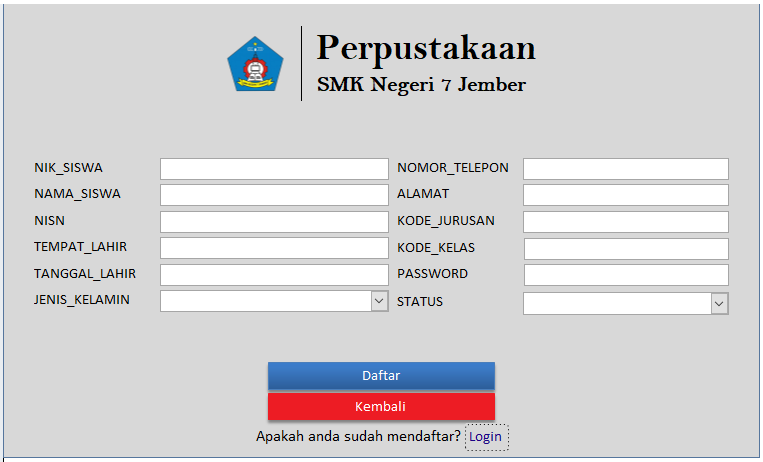 Perpustakaan
SMK Negeri 7 Jember
NIK_SISWA
NAMA_SISWA
NISN
TEMPAT_LAHIR
TANGGAL_LAHIR
JENIS_KELAMIN
NOMOR_TELEPON
ALAMAT
KODE_JURUSAN
KODE_KELAS
PASSWORD
STATUS
Daftar
Kembali
Apakah anda sudah mendaftar? Login